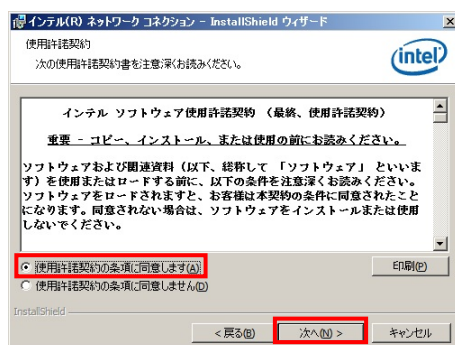 インテル(R) ネットワーク コネクション - InstallShield ウィザード
使用許諾契約
次の使用許諾契約書を注意深くお読みください。
intel
インテル ソフトウェア使用許諾契約 （最終、使用許諾契約）
重要 - コピー、インストール、または使用の前にお読みください。
ソフトウェアおよび関連資料（以下、総称して 「ソフトウェア」 といいま
す）を使用またはロードする前に、以下の条件を注意深くお読みください。
ソフトウェアをロードされますと、お客様は本契約の条件に同意されたこと
になります。同意されない場合は、ソフトウェアをインストールまたは使用
しないでください。
使用許諾契約の条項に同意します(A)
印刷(P)
使用許諾契約の条項に同意しません(D)
InstallShield
< 戻る(B)
次へ(N) >
キャンセル